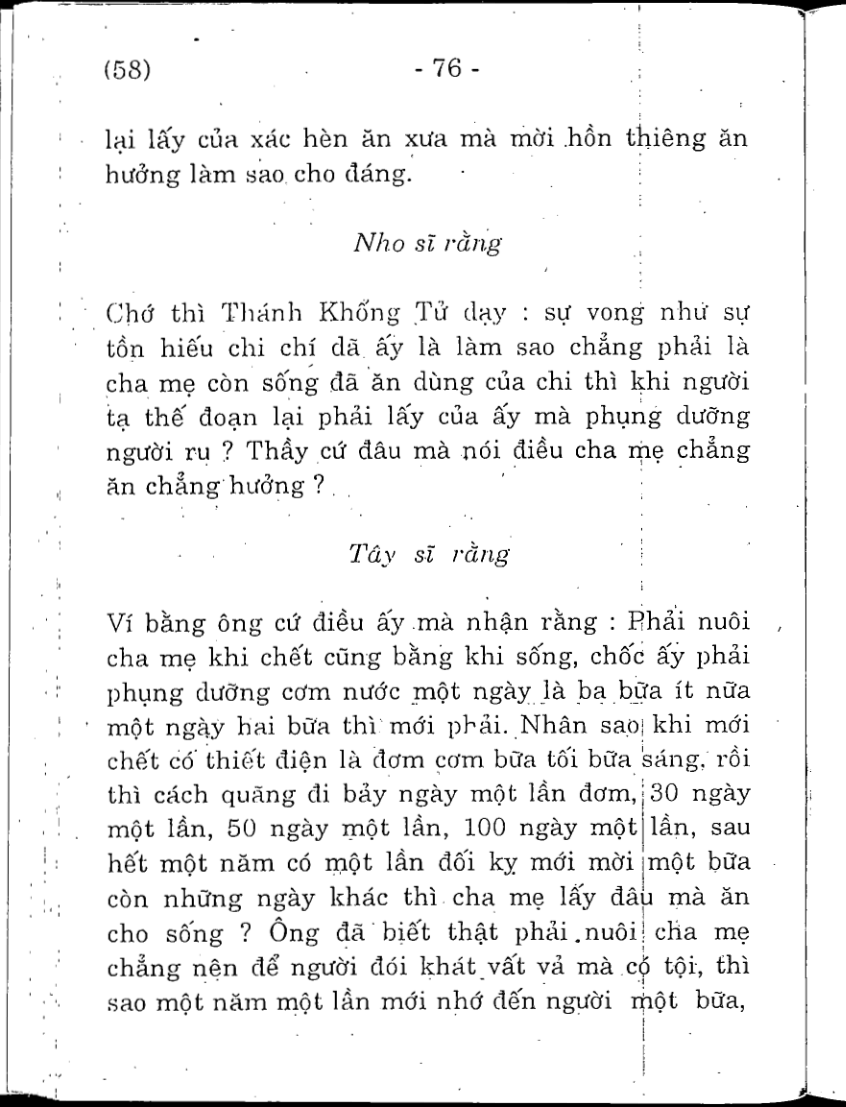 (58) - 76 -
lại lấy của xác hèn ăn xưa mà mời hồn thiêng ăn
hưởng làm sao cho đáng.
Nho sĩ rằng
Chớ thì Thánh Khổng Tử dạy : sự vong như sự
tồn hiếu chi chí dã ấy là làm sao chẳng phải là
cha mẹ còn sống đã ăn dùng của chi thì khi người
tạ thế đoạn lại phải lấy của ấy mà phụng dưỡng
người ru ? Thầy cứ đâu mà nói điều cha mẹ chẳng
ăn chẳng hưởng ?
Tây sĩ rằng
Ví bằng ông cứ điều ấy mà nhận rằng : Phải nuôi
cha mẹ khi chết cũng bằng khi sống, chốc ấy phải
phụng dưỡng cơm nước một ngày là ba bữa ít nữa
một ngày hai bữa thì mới phải. Nhân sao khi mới
chết có thiết điện là đơm cơm bữa tối bữa sáng, rồi
thì cách quãng đi bảy ngày một lần đơm, 30 ngày
một lần, 50 ngày một lần, 100 ngày một lần, sau
hết một năm có một lần đối kỵ mới mời một bữa
còn những ngày khác thì cha mẹ lấy đâu mà ăn
cho sống ? Ông đã biết thật phải nuôi cha mẹ
chẳng nên để người đói khát vất vả mà có tội, thì
sao một năm một lần mới nhớ đến người một bữa,